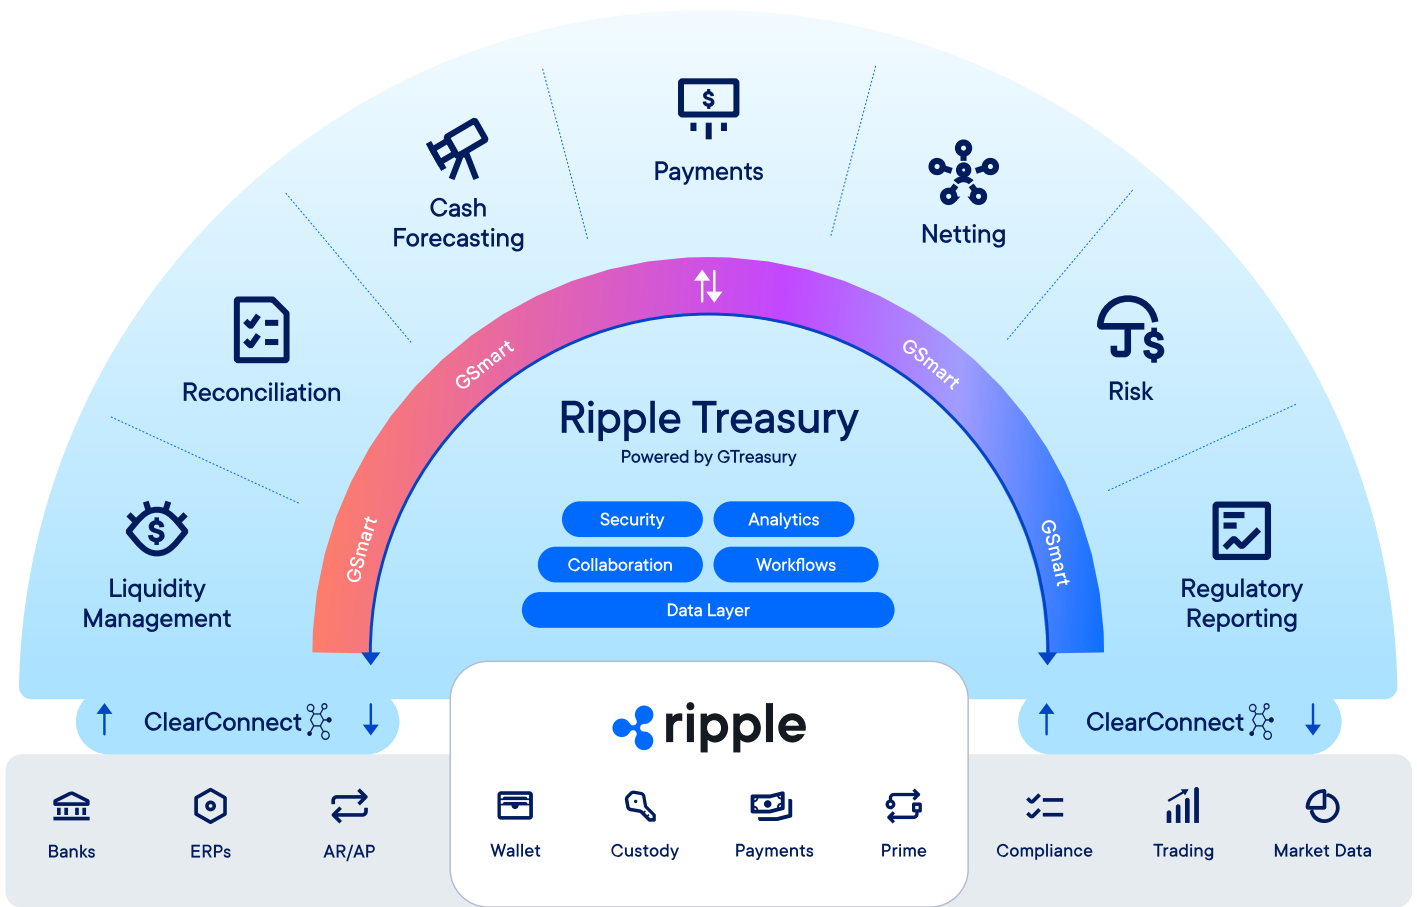 $
Payments
Cash
Forecasting
Netting
Reconciliation
$
Risk
GSmart
GSmart
Ripple Treasury
Powered by GTreasury
$
Liquidity
Management
GSmart
Security
Analytics
Collaboration
Workflows
Data Layer
GSmart
Regulatory
Reporting
ClearConnect
ripple
ClearConnect
Banks
ERPs
AR/AP
Wallet
Custody
Payments
Prime
Compliance
Trading
Market Data